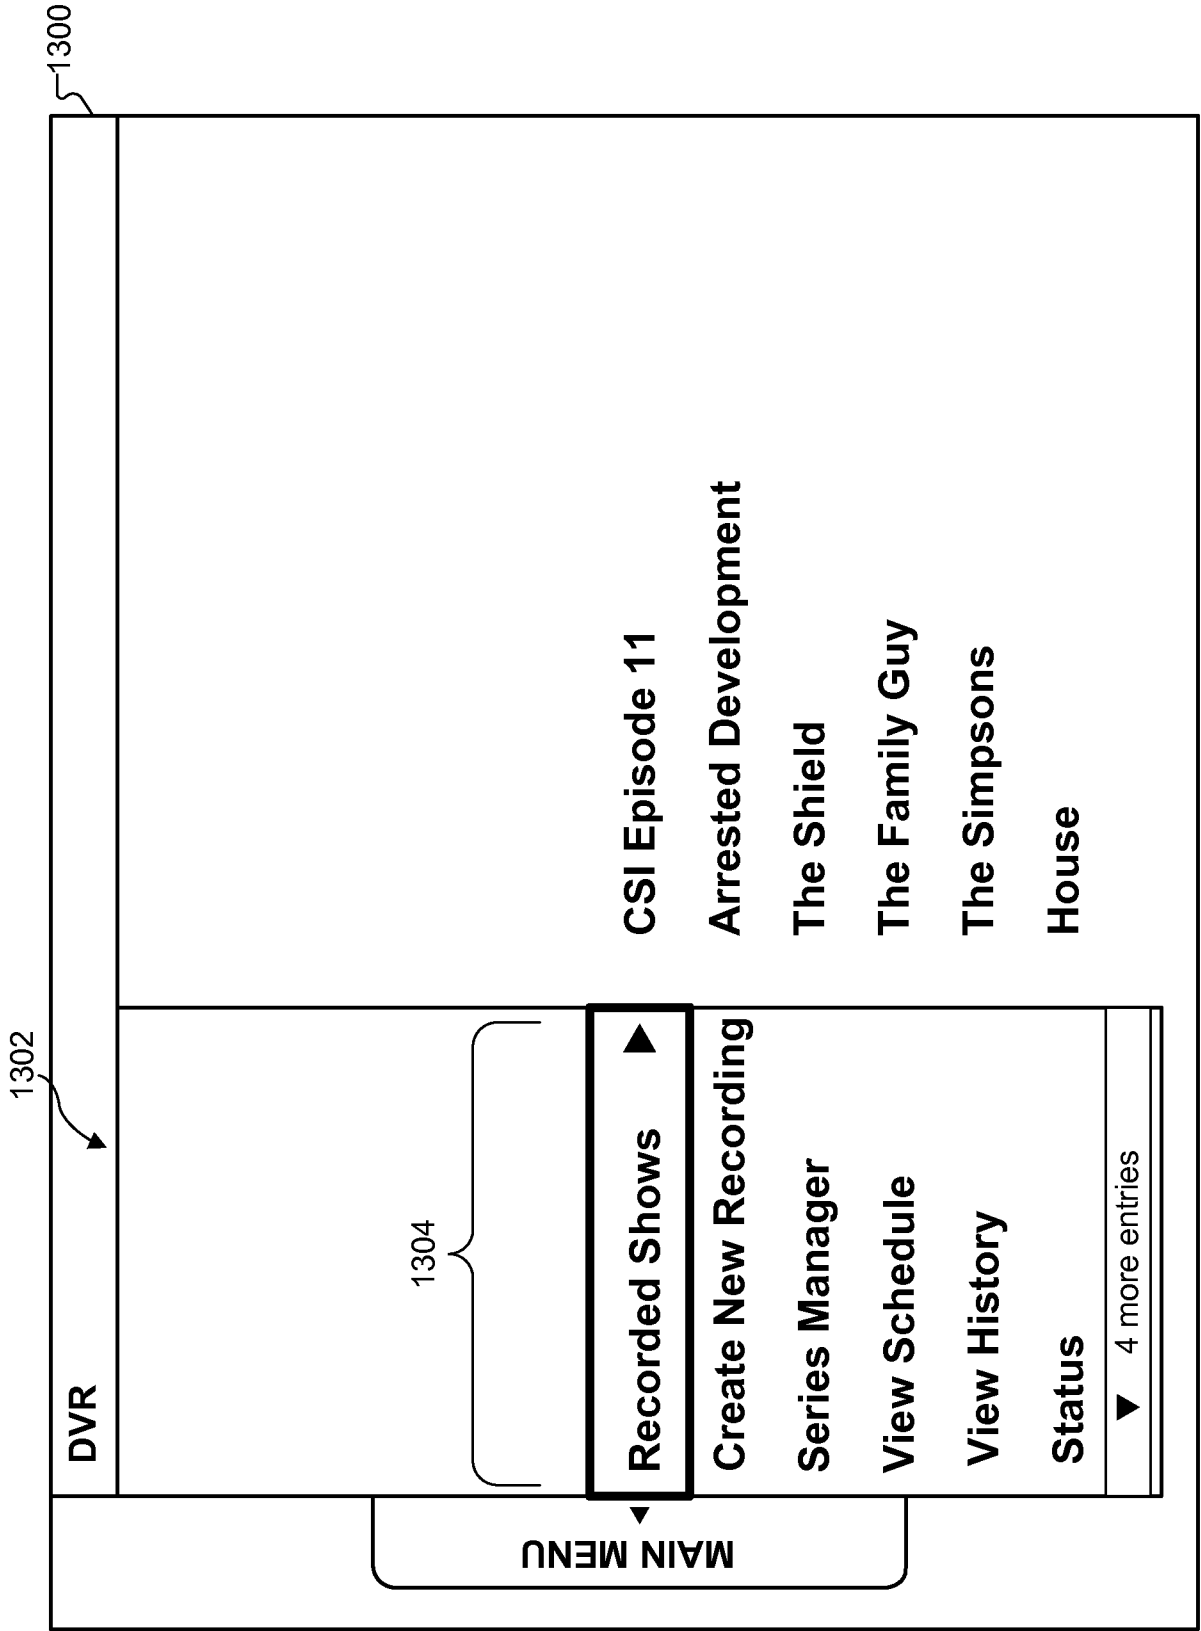 1300
1302
DVR
1304
MAIN MENU
Recorded Shows
Create New Recording
Series Manager
View Schedule
View History
Status
4 more entries
CSI Episode 11
Arrested Development
The Shield
The Family Guy
The Simpsons
House